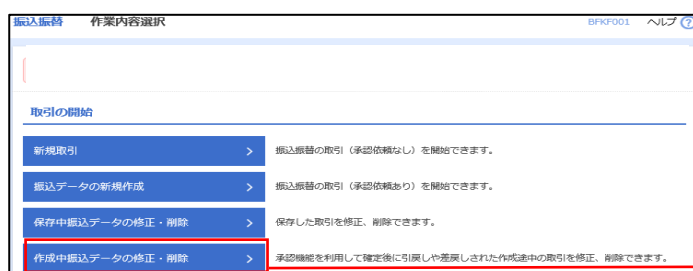 振込振替 作業内容選択 BFKF001 ヘルプ ?
取引の開始
新規取引 > 振込振替の取引（承認依頼なし）を開始できます。
振込データの新規作成 > 振込振替の取引（承認依頼あり）を開始できます。
保存中振込データの修正・削除 > 保存した取引を修正、削除できます。
作成中振込データの修正・削除 > 承認機能を利用して確定後に引戻しや差戻しされた作成途中の取引を修正、削除できます。